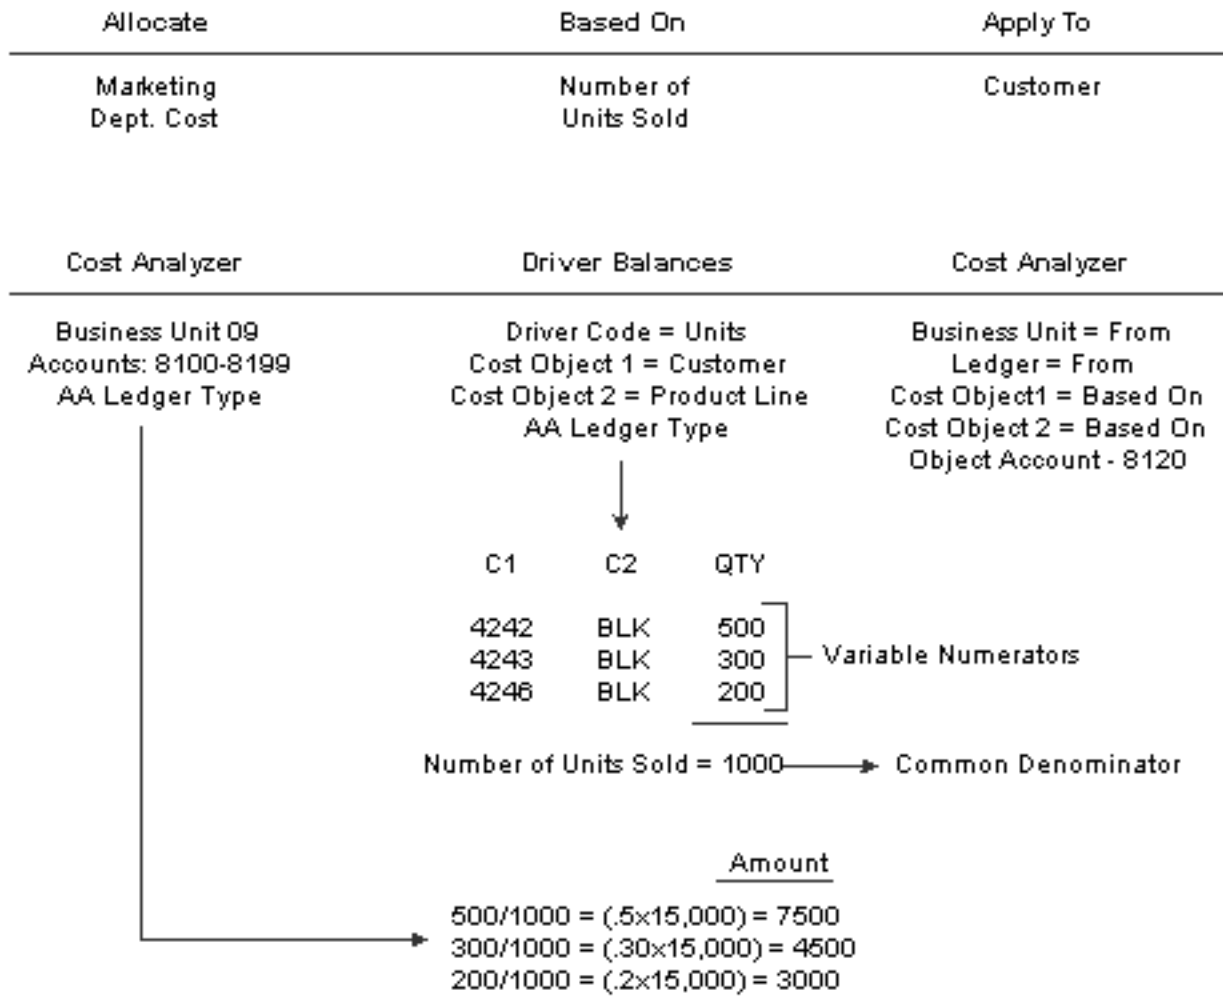 Allocate Based On Apply To
Marketing Number of Customer
Dept. Cost Units Sold
Cost Analyzer Driver Balances Cost Analyzer
Business Unit 09 Driver Code = Units Business Unit = From
Accounts: 8100-8199 Cost Object 1 = Customer Ledger = From
AA Ledger Type Cost Object 2 = Product Line Cost Object1 = Based On
AA Ledger Type Cost Object 2 = Based On
Object Account - 8120
C1 C2 QTY
4242 BLK 500
4243 BLK 300 Variable Numerators
4246 BLK 200
Number of Units Sold = 1000 Common Denominator
Amount
500/1000 = (.5x15,000) = 7500
300/1000 = (.30x15,000) = 4500
200/1000 = (.2x15,000) = 3000